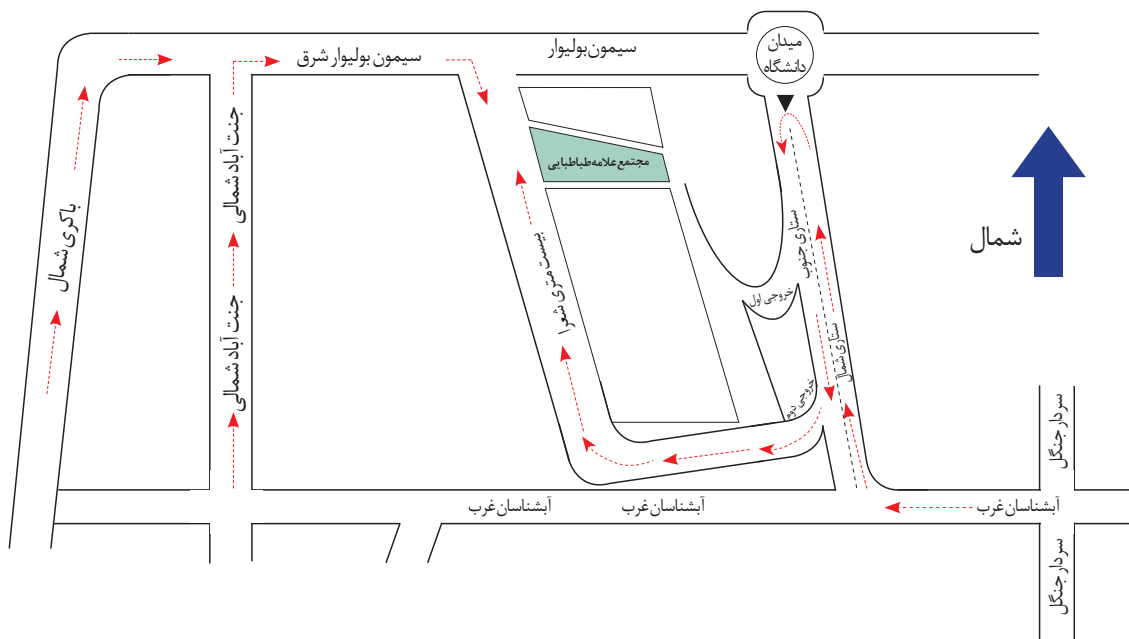 میدان
دانشگاه
سیمون بولیوار
سیمون بولیوار شرق
مجتمع علامه طباطبایی
باکری شمال
جنت آباد شمالی
جنت آباد شمالی
بیست متری شعرا
ستاری جنوب
ستاری شمال
خروجی اول
خروجی دوم
شمال
سردار جنگل
سردار جنگل
آبشناسان غرب
آبشناسان غرب
آبشناسان غرب